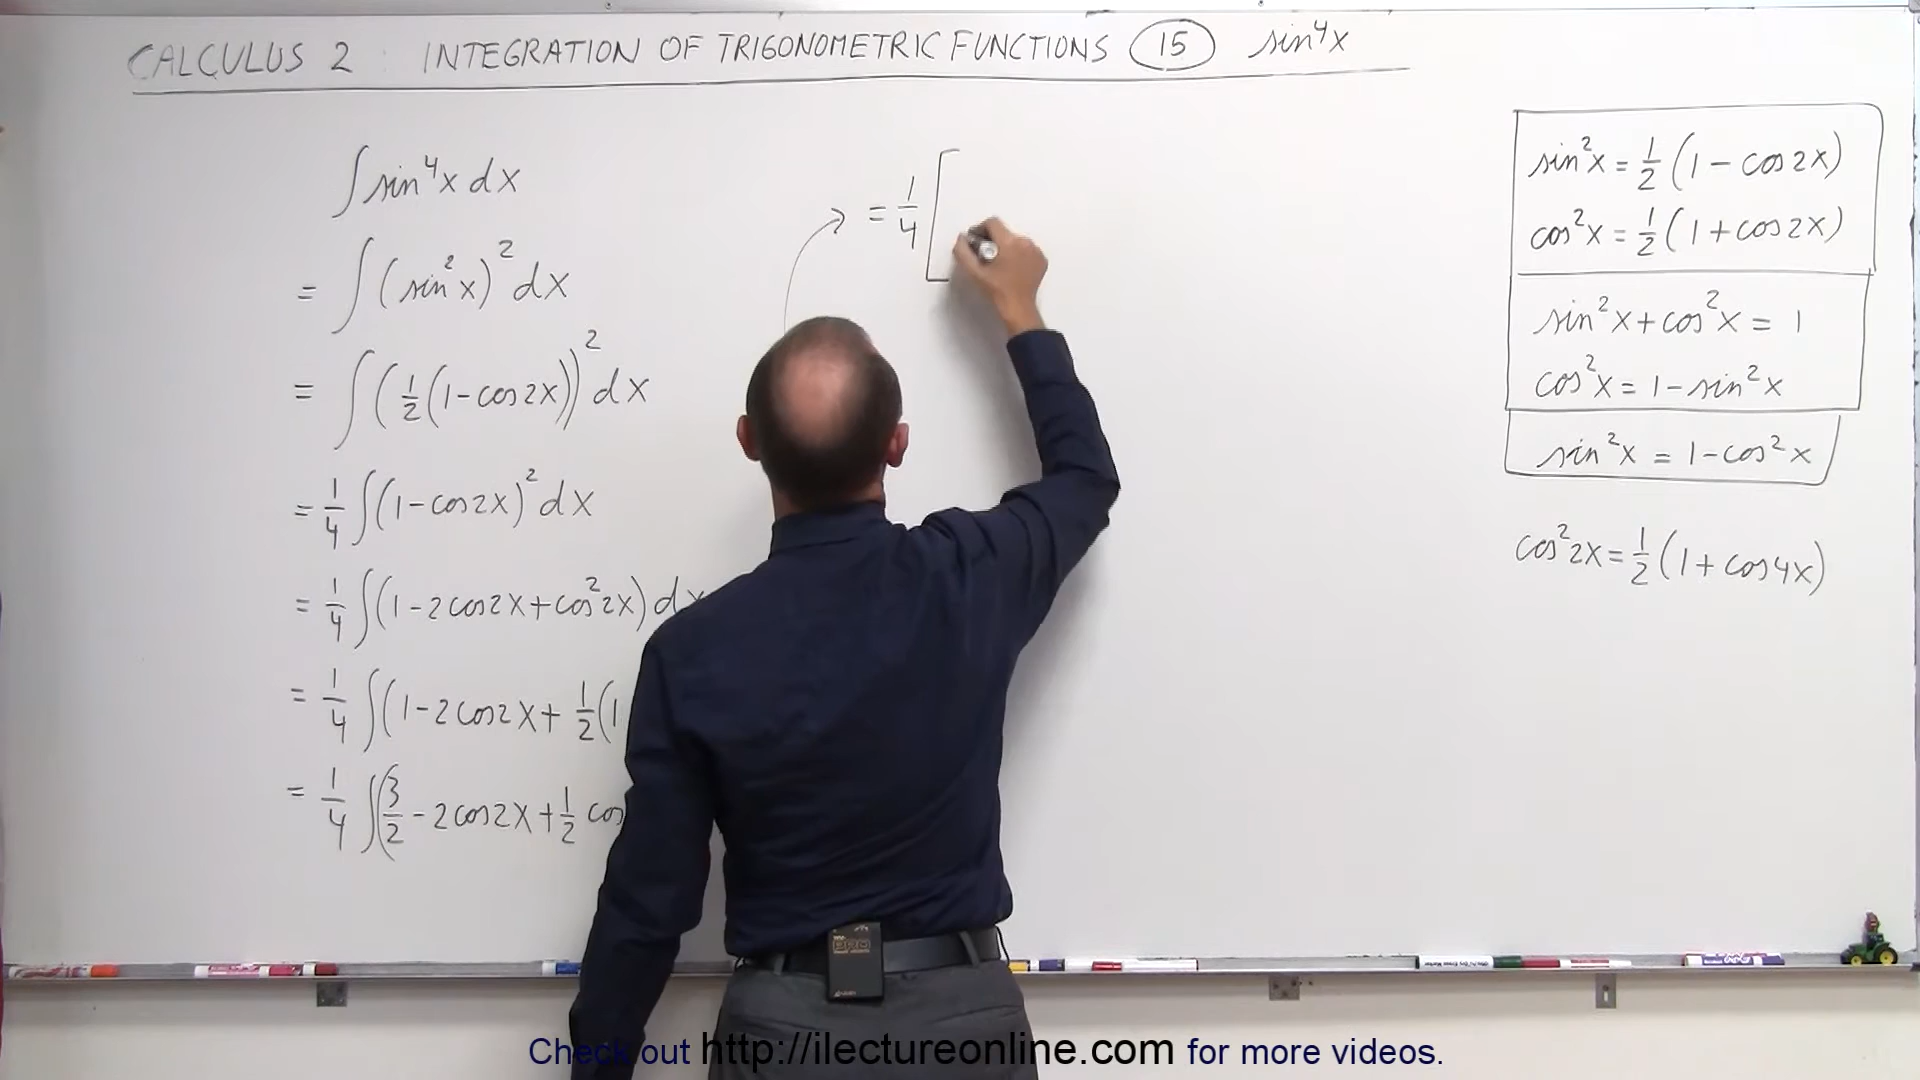 CALCULUS 2 : INTEGRATION OF TRIGONOMETRIC FUNCTIONS 15 sin⁴x
∫ sin⁴x dx
= ∫ (sin²x)² dx
= ∫ (1/2 (1-cos2x))² dx
= 1/4 ∫ (1-cos2x)² dx
= 1/4 ∫ (1-2cos2x+cos²2x) dx
= 1/4 ∫ (1-2cos2x+ 1/2 (1
= 1/4 ∫ (3/2 -2cos2x+ 1/2 cos
= 1/4 [
sin²x = 1/2 (1-cos2x)
cos²x = 1/2 (1+cos2x)
sin²x+cos²x = 1
cos²x = 1-sin²x
sin²x = 1-cos²x
cos²2x = 1/2 (1+cos4x)
Check out http://ilectureonline.com for more videos.